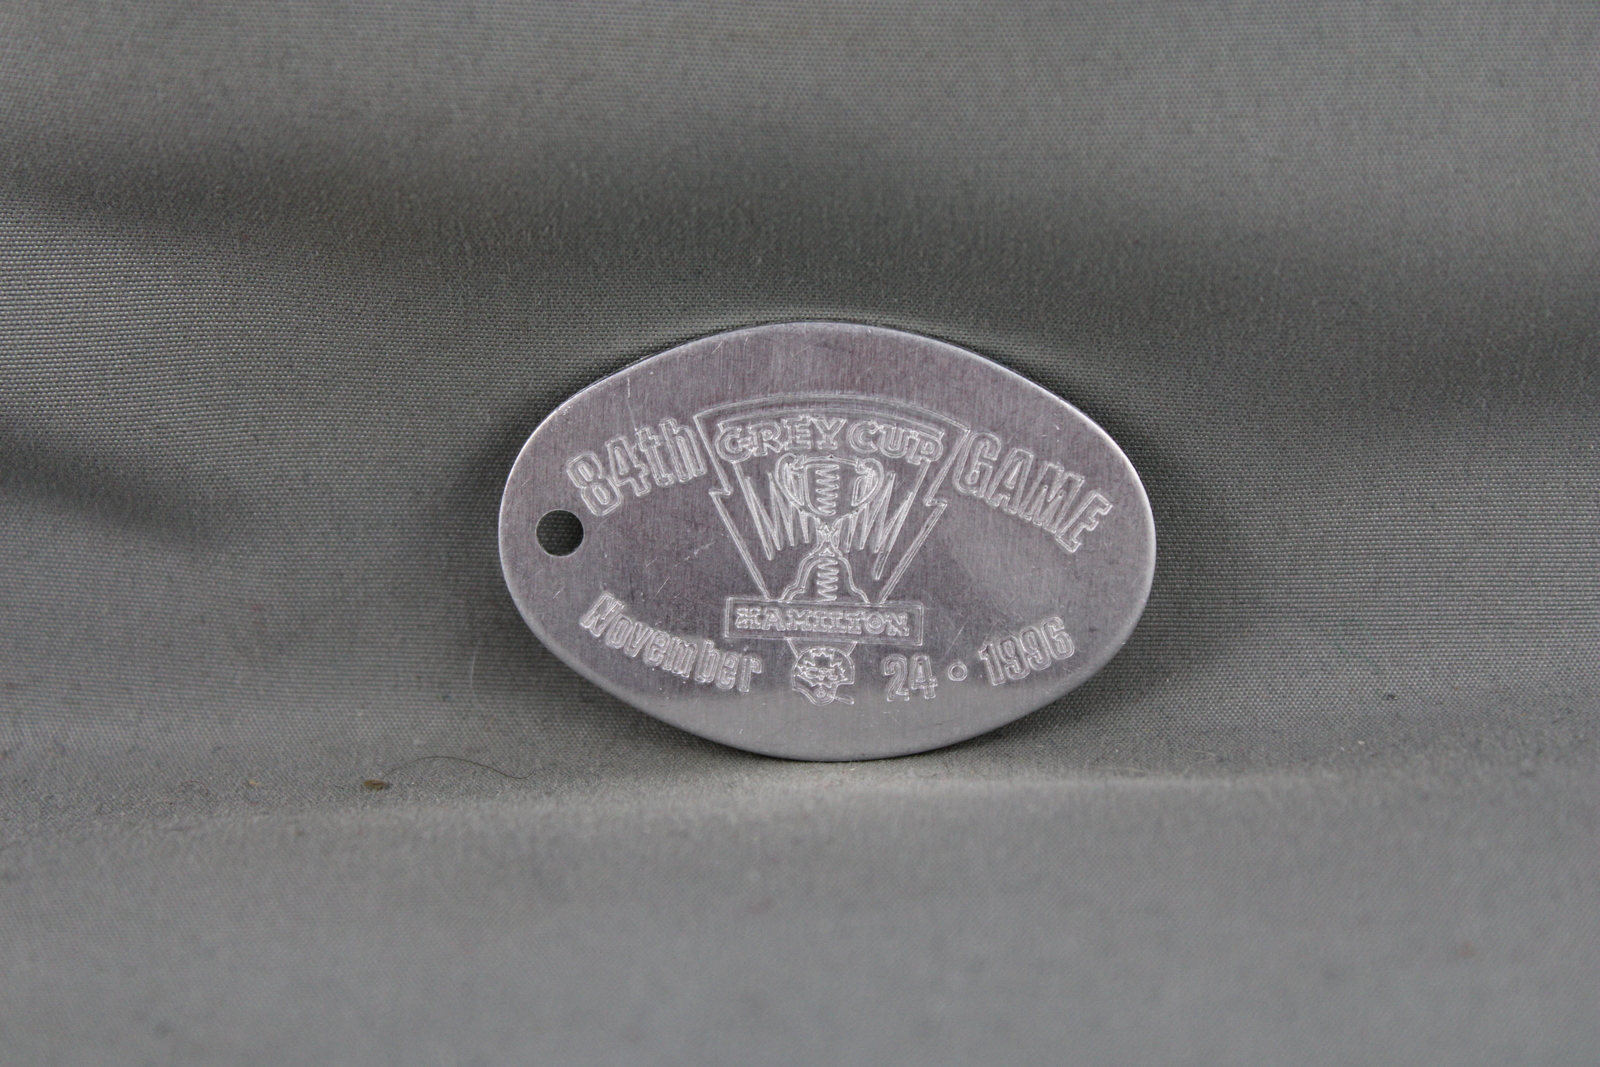 84th GREY CUP GAME
HAMILTON
November 24 • 1996